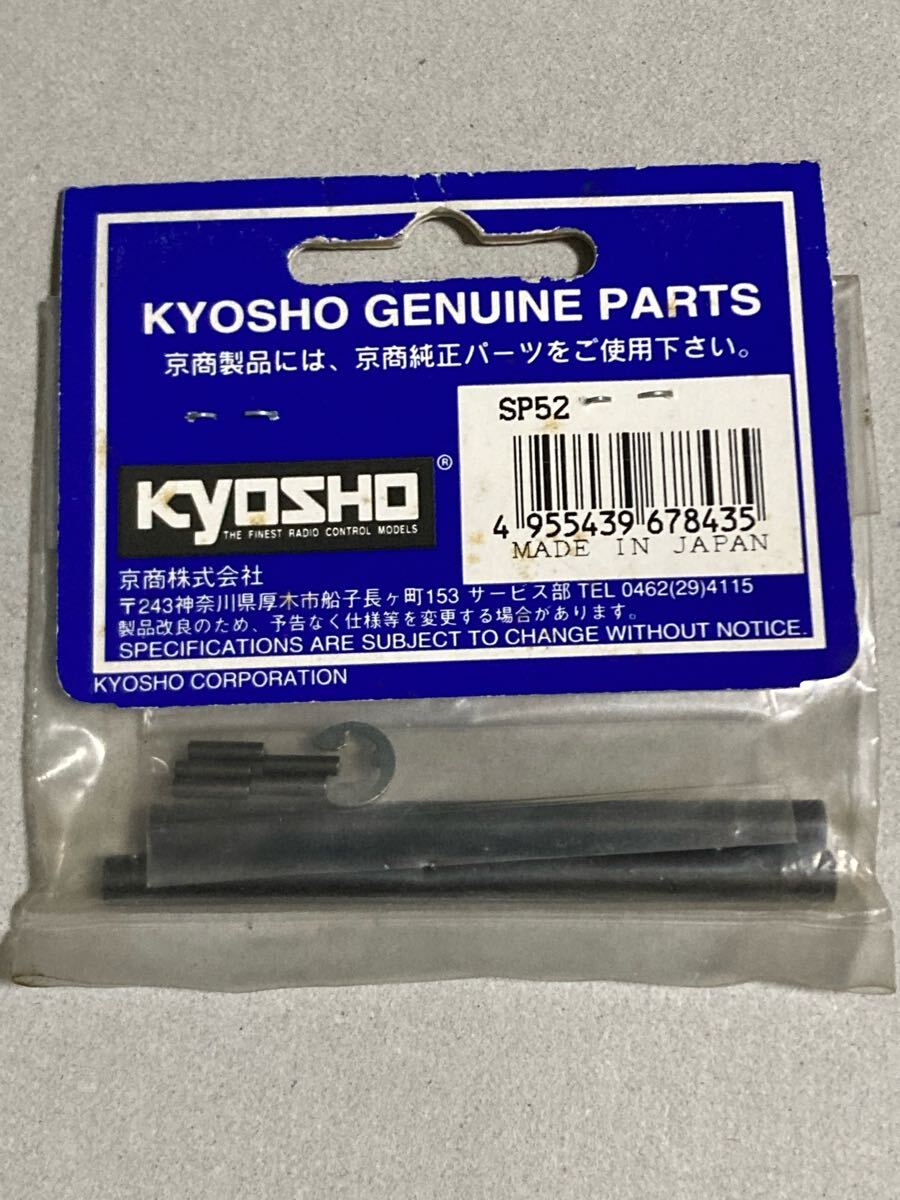 KYOSHO GENUINE PARTS
京商製品には、京商純正パーツをご使用下さい。
SP52
KYOSHO®
THE FINEST RADIO CONTROL MODELS
4 955439 678435
MADE IN JAPAN
京商株式会社
〒243神奈川県厚木市船子長ヶ町153 サービス部 TEL 0462(29)4115
製品改良のため、予告なく仕様等を変更する場合があります。
SPECIFICATIONS ARE SUBJECT TO CHANGE WITHOUT NOTICE.
KYOSHO CORPORATION